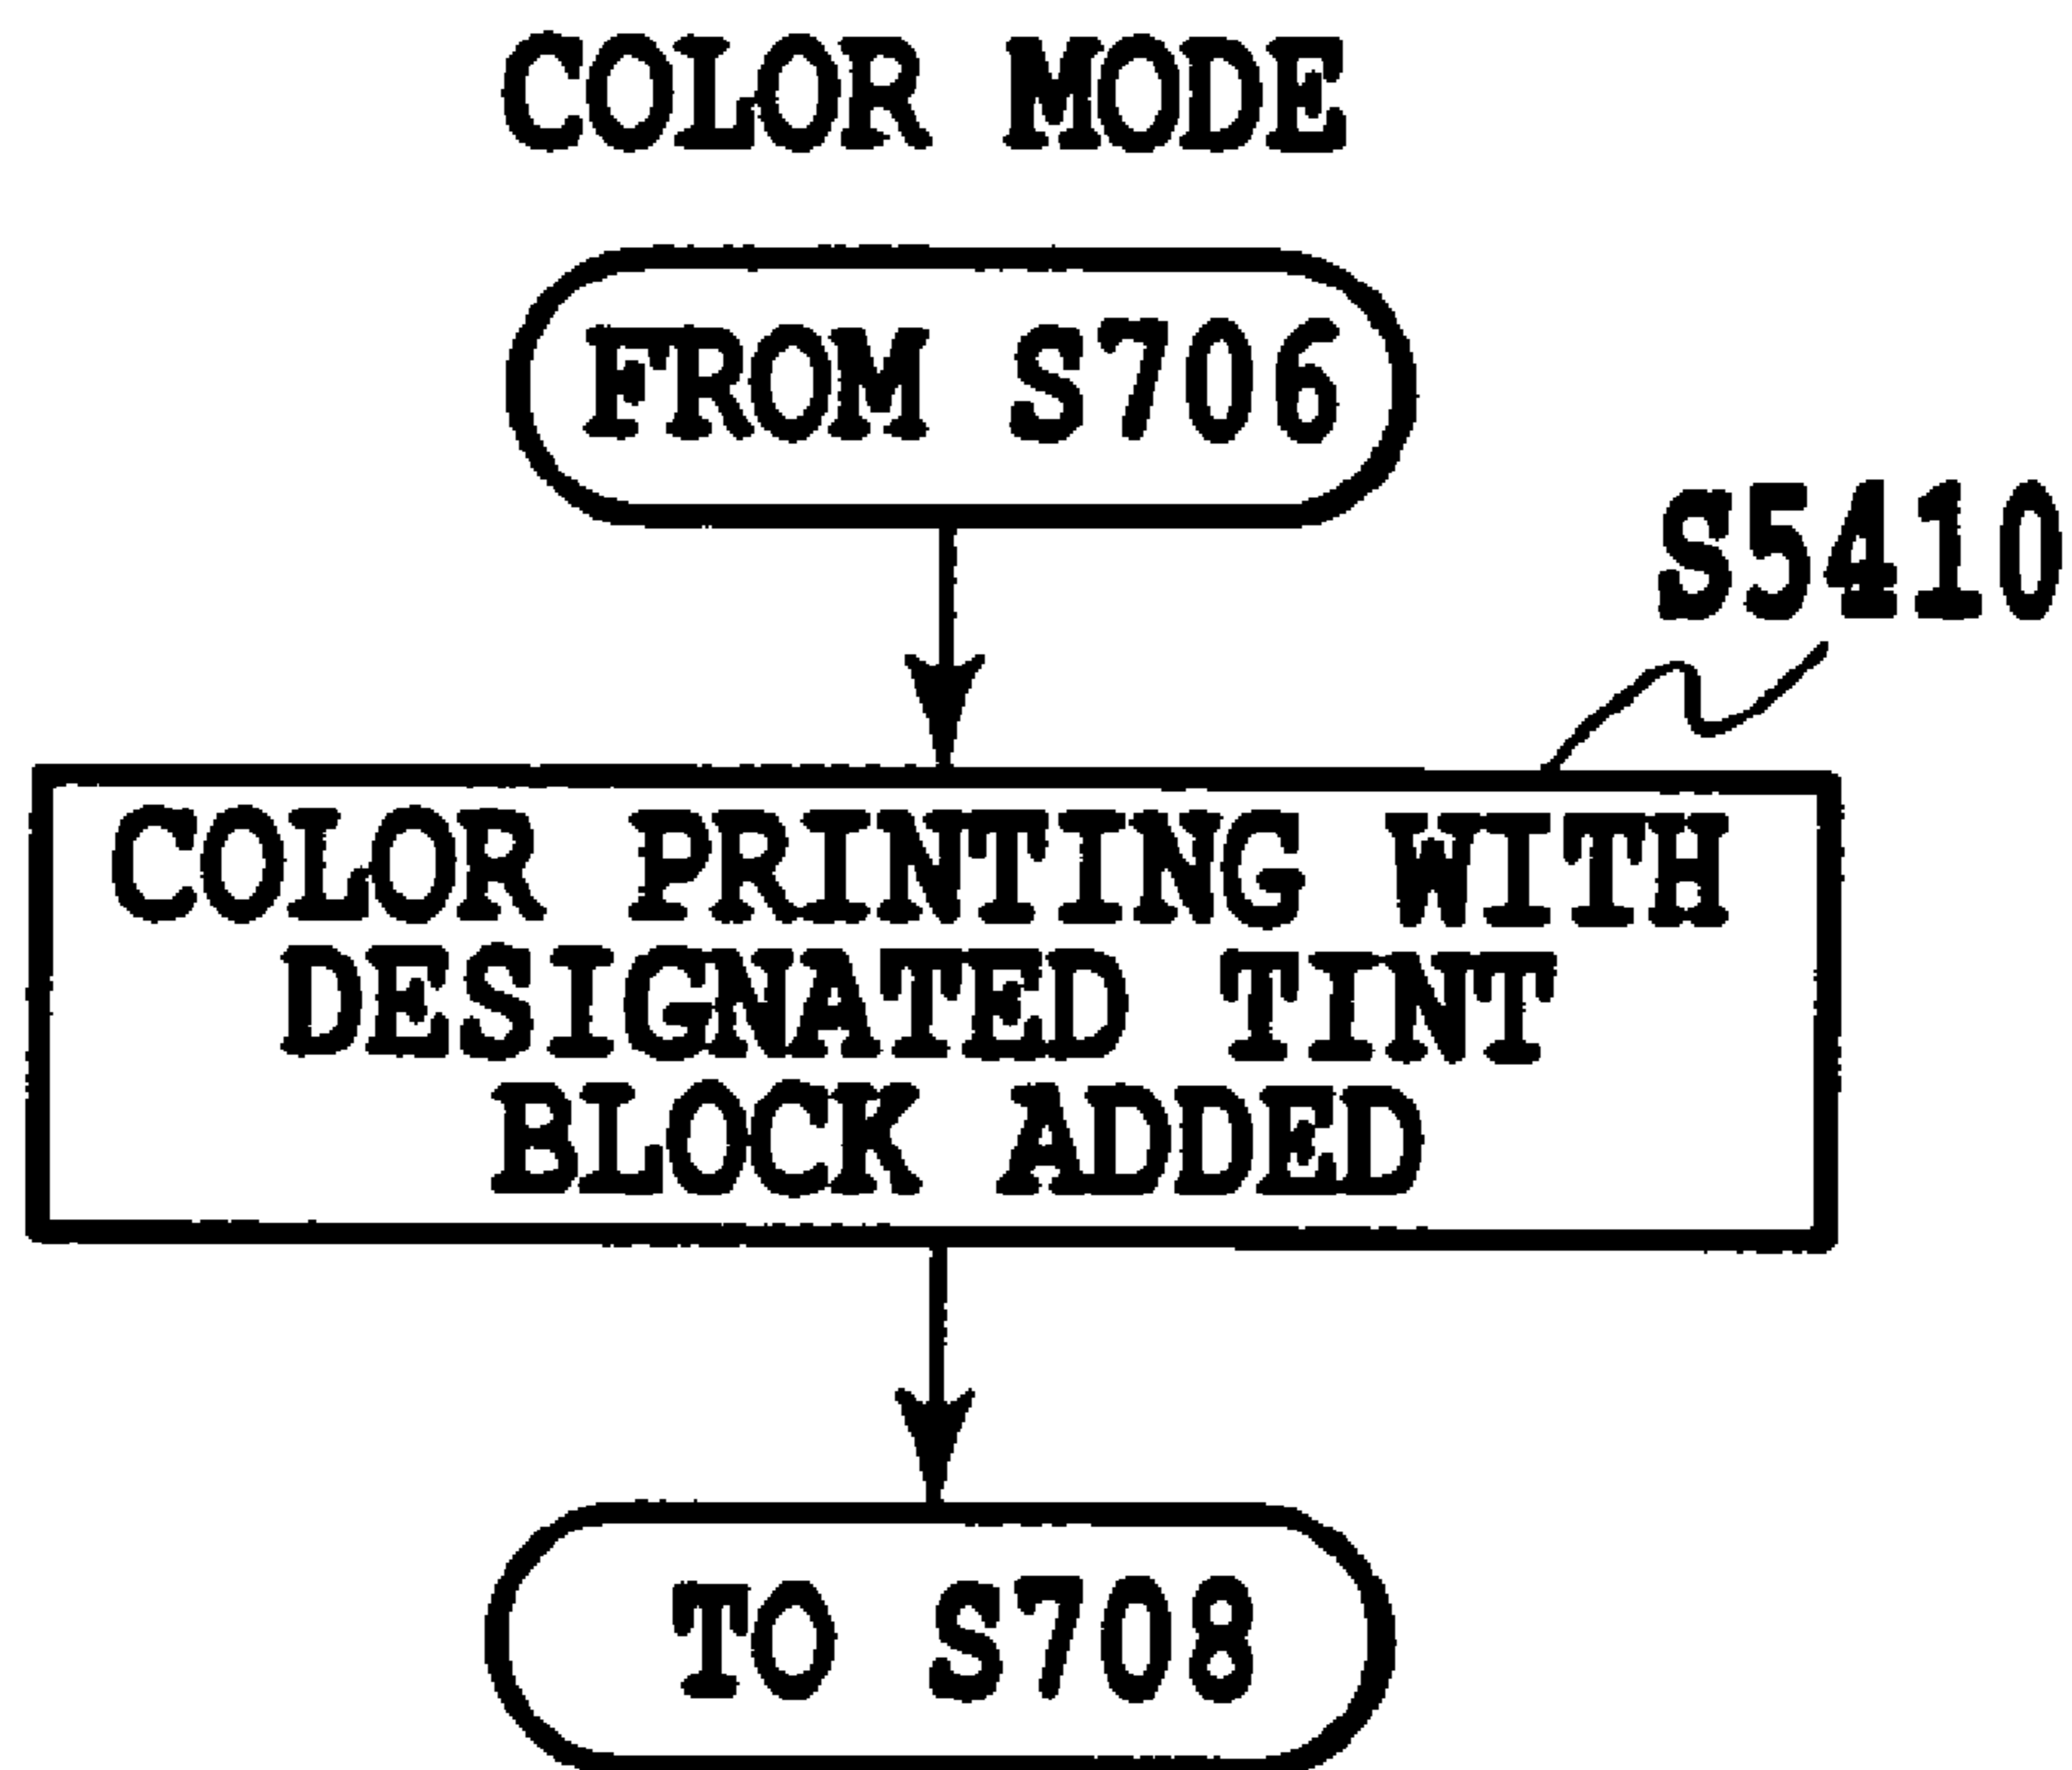 COLOR MODE
FROM S706
S5410
COLOR PRINTING WITH
DESIGNATED TINT
BLOCK ADDED
TO S708